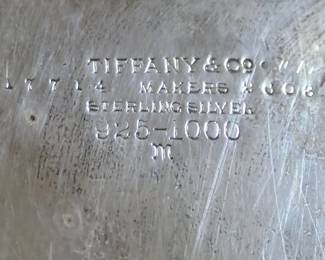 TIFFANY & Co.
17714 MAKERS
STERLING SILVER
925-1000
m